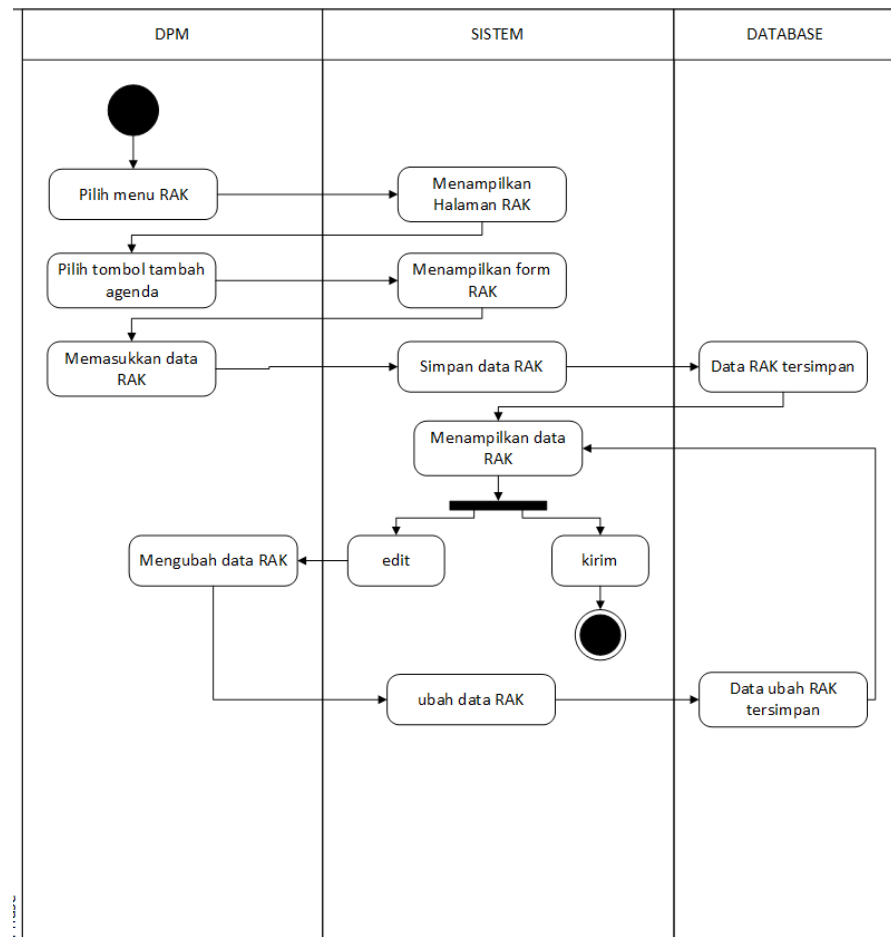 DPM
SISTEM
DATABASE
Pilih menu RAK
Menampilkan
Halaman RAK
Pilih tombol tambah
agenda
Menampilkan form
RAK
Memasukkan data
RAK
Simpan data RAK
Data RAK tersimpan
Menampilkan data
RAK
Mengubah data RAK
edit
kirim
ubah data RAK
Data ubah RAK
tersimpan